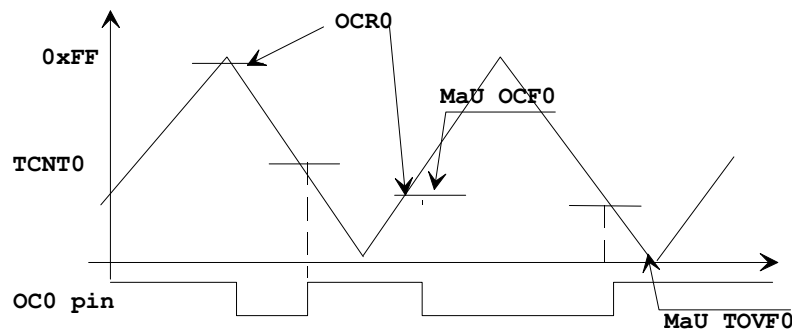 OCR0
0xFF
MaU OCF0
TCNT0
OC0 pin
MaU TOVF0